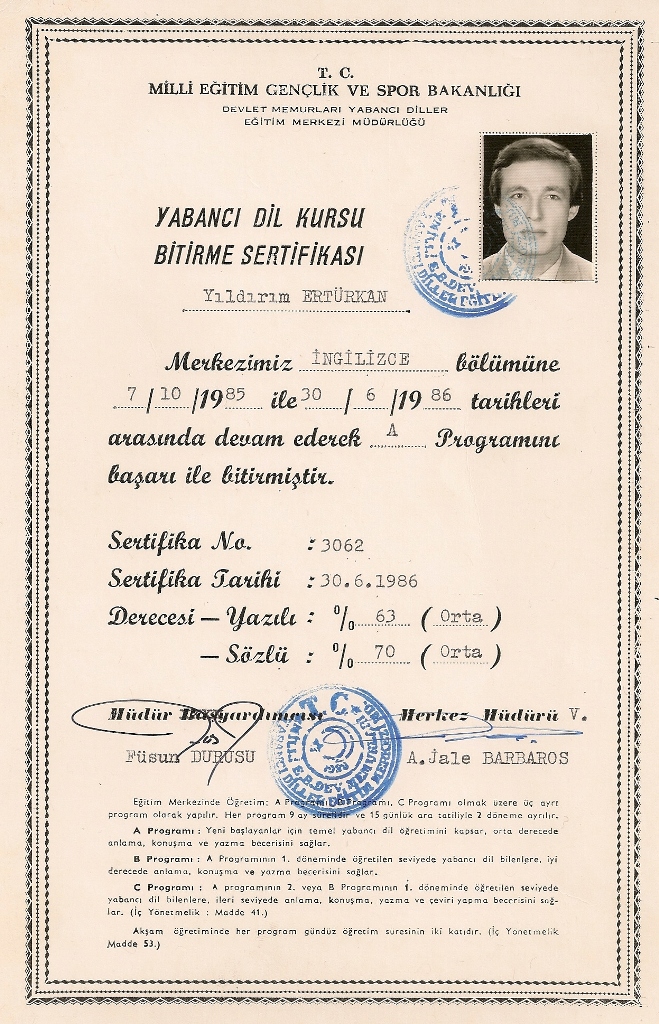 T. C.
MİLLİ EĞİTİM GENÇLİK VE SPOR BAKANLIĞI
DEVLET MEMURLARI YABANCI DİLLER
EĞİTİM MERKEZİ MÜDÜRLÜĞÜ
YABANCI DİL KURSU
BİTİRME SERTİFİKASI
Yıldırım ERTÜRKAN
Merkezimiz İNGİLİZCE bölümüne
7 / 10 /1985 ile 30 / 6 /19 86 tarihleri
arasında devam ederek A Programını
başarı ile bitirmiştir.
Sertifika No. : 3062
Sertifika Tarihi : 30.6.1986
Derecesi — Yazılı : % 63 ( Orta )
— Sözlü : % 70 ( Orta )
Müdür Başyardımcısı Merkez Müdürü V.
Füsun DURUSU A.Jale BARBAROS
T.C.
Eğitim Merkezinde Öğretim: A Programı, B Programı, C Programı olmak üzere üç ayrı
program olarak yapılır. Her program 9 ay sürelidir ve 15 günlük ara tatiliyle 2 döneme ayrılır.
A Programı : Yeni başlayanlar için temel yabancı dil öğretimini kapsar, orta derecede
anlama, konuşma ve yazma becerisini sağlar.
B Programı : A Programının 1. döneminde öğretilen seviyede yabancı dil bilenlere, iyi
derecede anlama, konuşma ve yazma becerisini sağlar.
C Programı : A programının 2. veya B Programının 1. döneminde öğretilen seviyede
yabancı dil bilenlere, ileri seviyede anlama, konuşma, yazma ve çeviri yapma becerisini sağ-
lar. (İç Yönetmelik : Madde 41.)
Akşam öğretiminde her program gündüz öğretim suresinin iki katıdır. (İç Yonetmelik
Madde 53.)